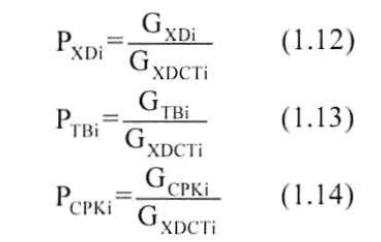 P_XDi = G_XDi / G_XDCTi (1.12)
P_TBi = G_TBi / G_XDCTi (1.13)
P_CPKi = G_CPKi / G_XDCTi (1.14)